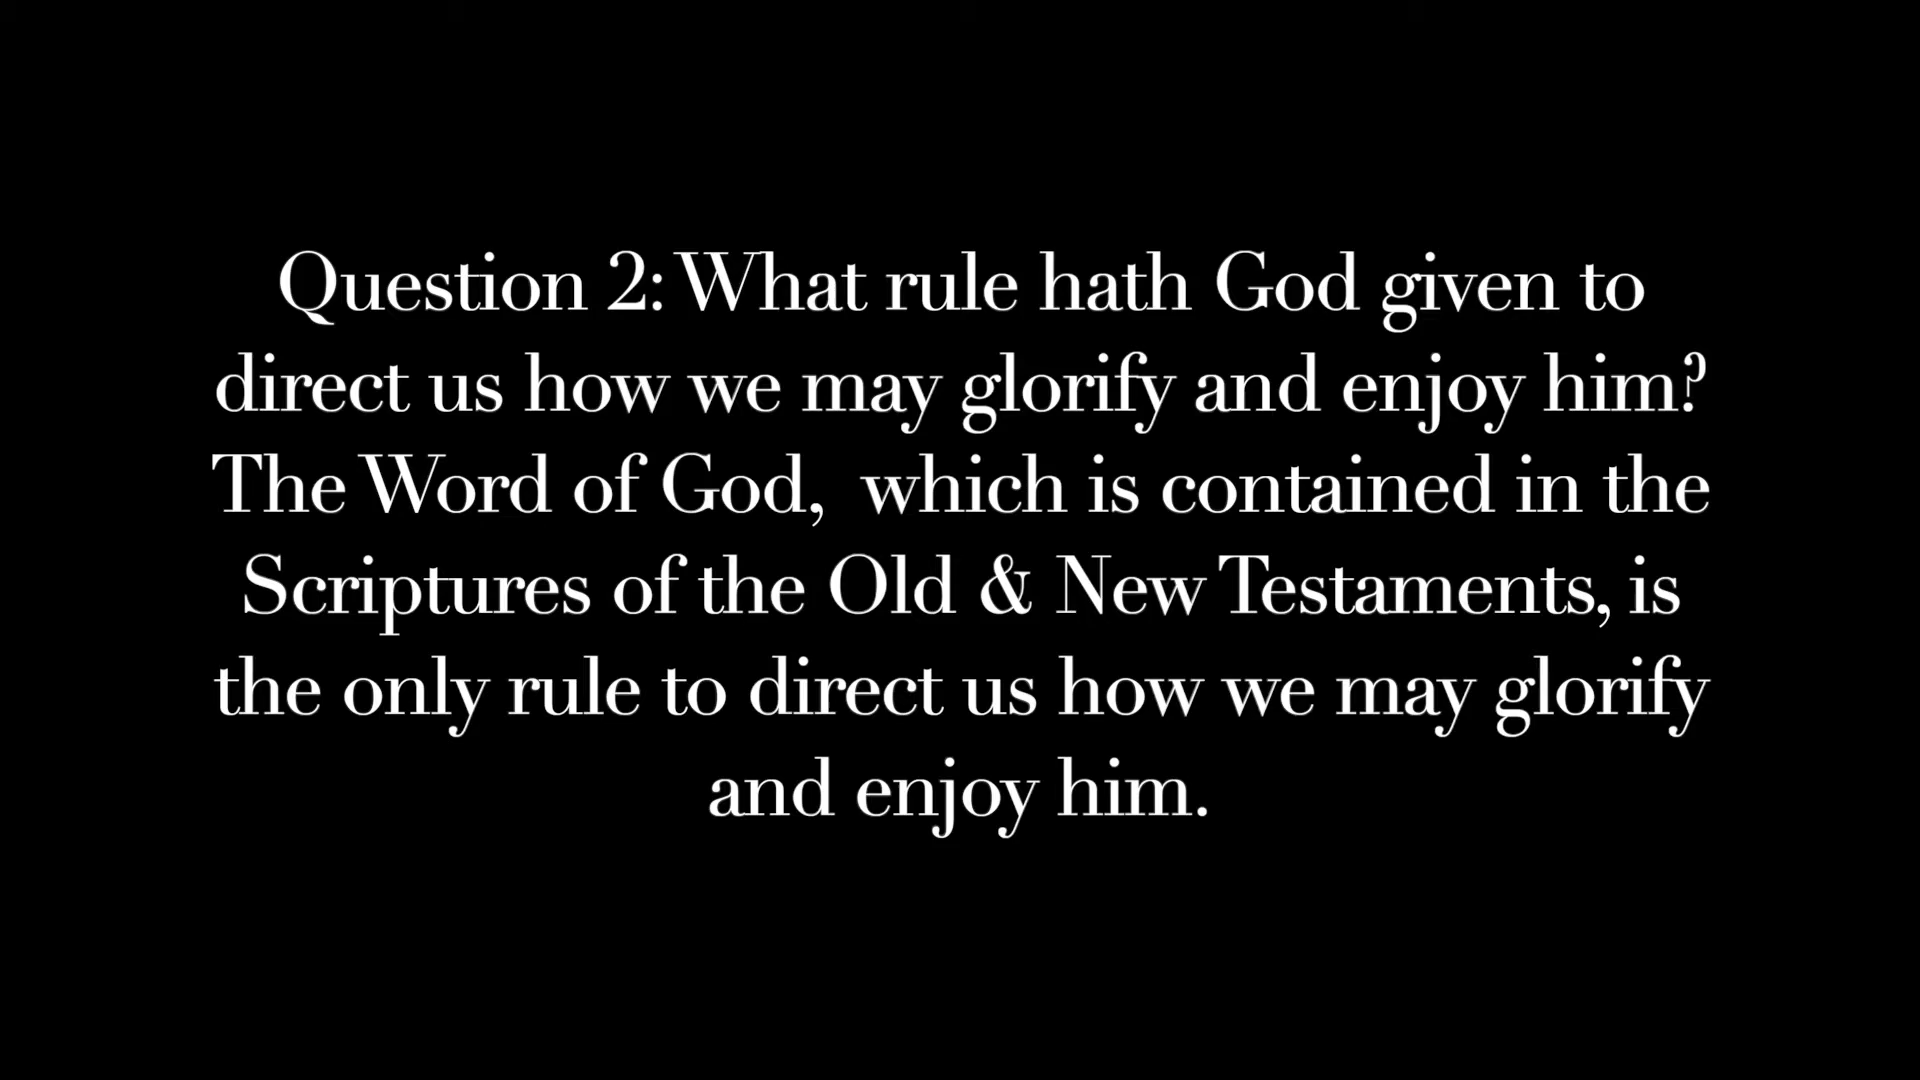 Question 2: What rule hath God given to
direct us how we may glorify and enjoy him?
The Word of God,  which is contained in the
Scriptures of the Old & New Testaments, is
the only rule to direct us how we may glorify
and enjoy him.